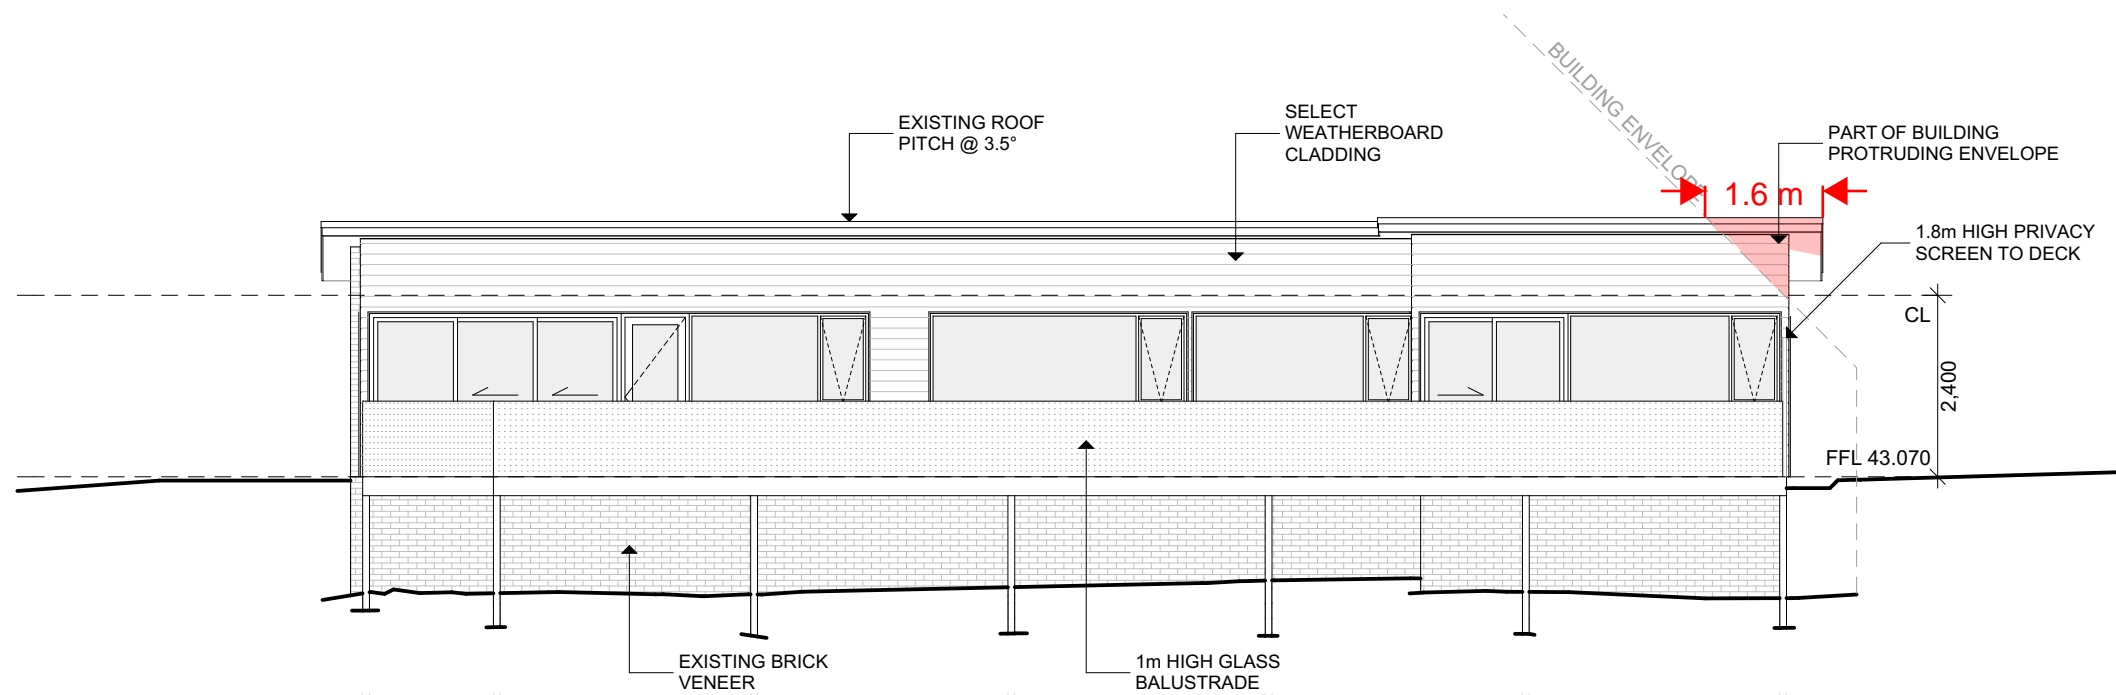 BUILDING ENVELOPE
EXISTING ROOF
PITCH @ 3.5°
SELECT
WEATHERBOARD
CLADDING
PART OF BUILDING
PROTRUDING ENVELOPE
1.6 m
1.8m HIGH PRIVACY
SCREEN TO DECK
CL
2,400
FFL 43.070
EXISTING BRICK
VENEER
1m HIGH GLASS
BALUSTRADE